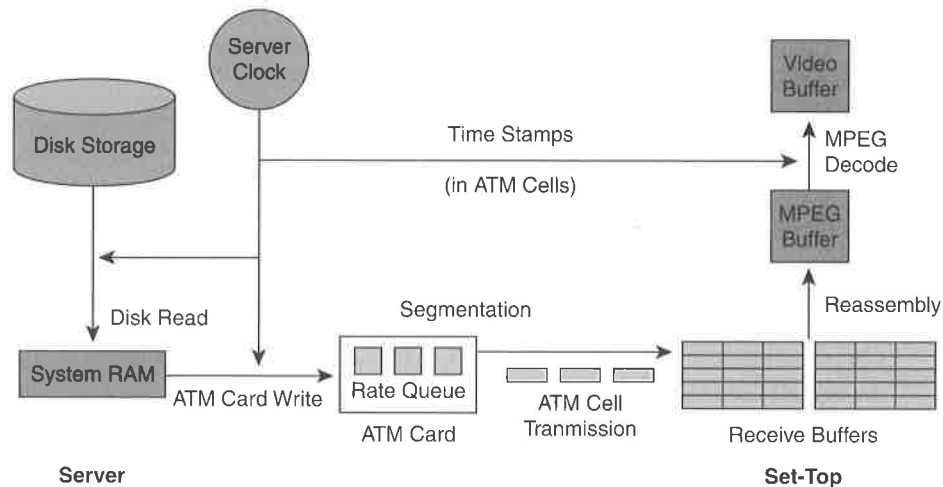 Server
Clock
Disk Storage
Video
Buffer
Time Stamps
(in ATM Cells)
MPEG
Decode
MPEG
Buffer
Disk Read
Segmentation
Reassembly
System RAM
ATM Card Write
Rate Queue
ATM Card
ATM Cell
Tranmission
Receive Buffers
Server
Set-Top